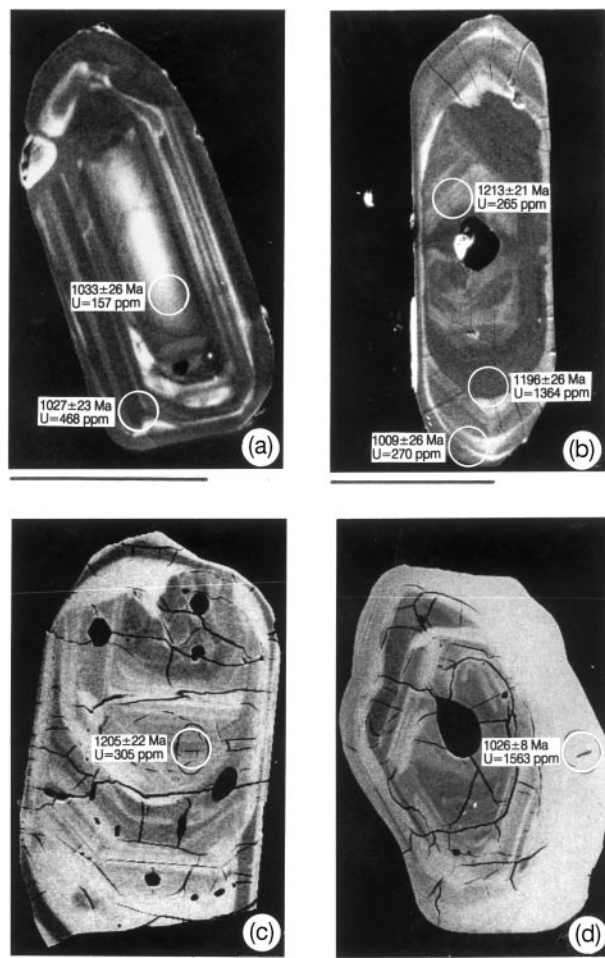 1033±26 Ma
U=157 ppm
1027±23 Ma
U=468 ppm
(a)
1213±21 Ma
U=265 ppm
1196±26 Ma
U=1364 ppm
1009±26 Ma
U=270 ppm
(b)
1205±22 Ma
U=305 ppm
(c)
1026±8 Ma
U=1563 ppm
(d)